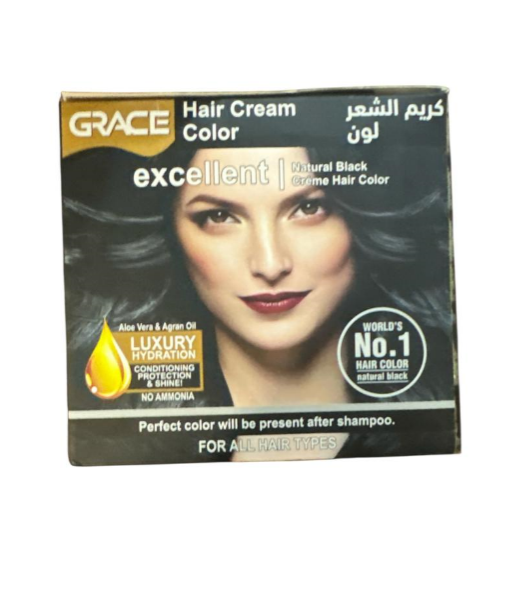 GRACE
Hair Cream
Color
كريم الشعر
لون
excellent
Natural Black
Creme Hair Color
Aloe Vera & Agran Oil
LUXURY
HYDRATION
CONDITIONING
PROTECTION
& SHINE!
NO AMMONIA
WORLD'S
No.1
HAIR COLOR
natural black
Perfect color will be present after shampoo.
FOR ALL HAIR TYPES